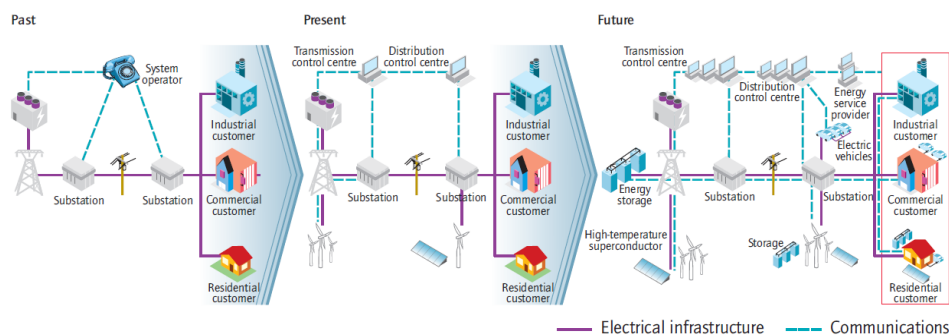 Past
System
operator
Industrial
customer
Substation
Substation
Commercial
customer
Residential
customer
Present
Transmission
control centre
Distribution
control centre
Industrial
customer
Substation
Substation
Commercial
customer
Residential
customer
Future
Transmission
control centre
Distribution
control centre
Energy
service
provider
Industrial
customer
Electric
vehicles
Energy
storage
Substation
Substation
Commercial
customer
High-temperature
superconductor
Storage
Residential
customer
Electrical infrastructure
Communications